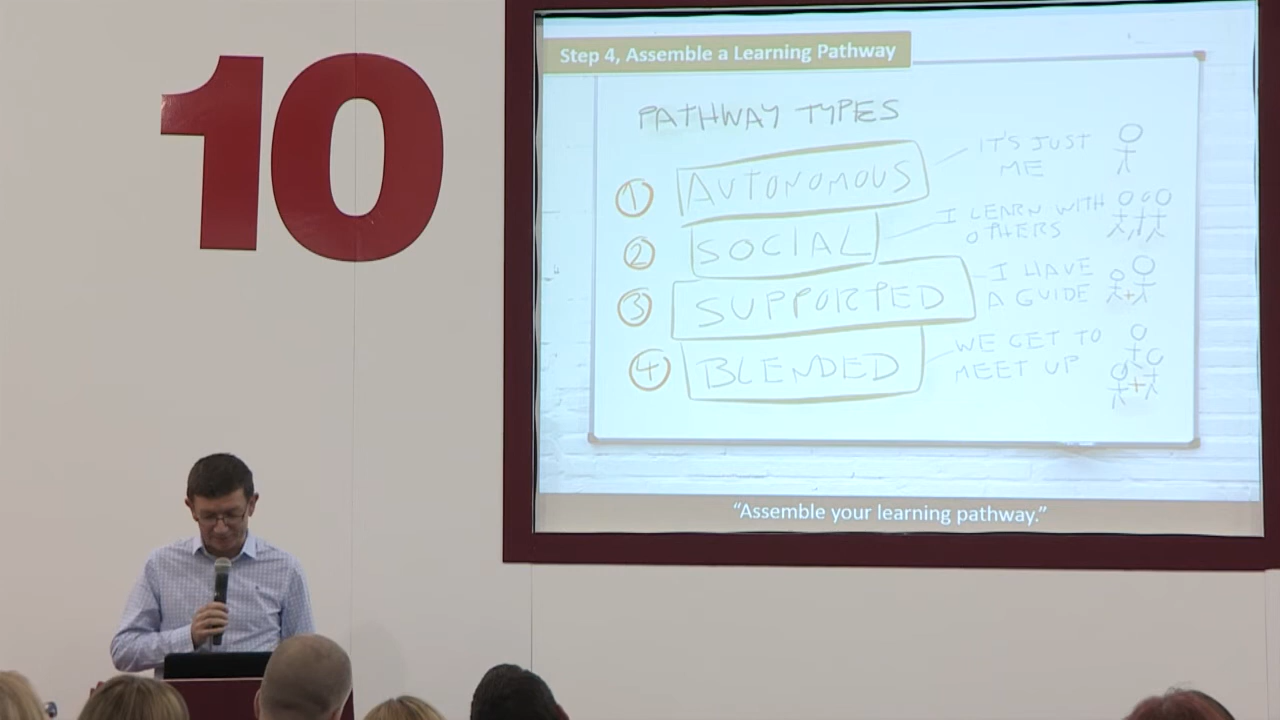 10
Step 4, Assemble a Learning Pathway
PATHWAY TYPES
1 AUTONOMOUS
IT'S JUST
ME
2 SOCIAL
I LEARN WITH
OTHERS
3 SUPPORTED
I HAVE
A GUIDE
4 BLENDED
WE GET TO
MEET UP
"Assemble your learning pathway."